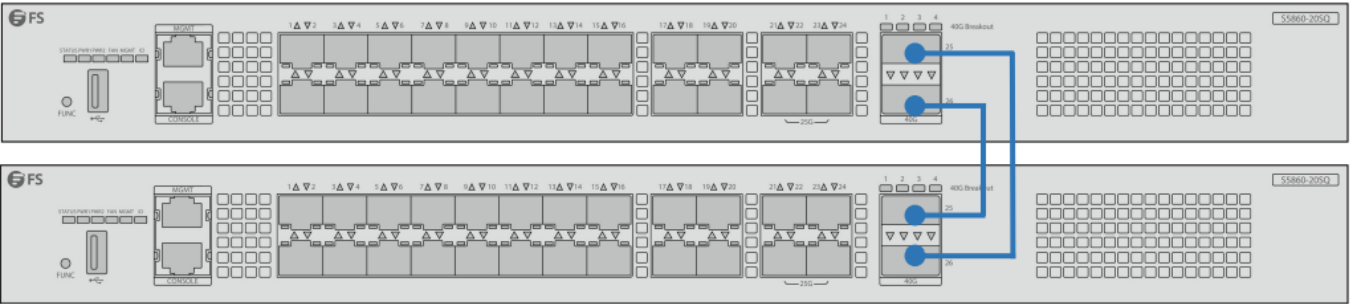 FS
S5860-20SQ
MGMT
1 2 3 4 5 6 7 8 9 10 11 12 13 14 15 16 17 18 19 20 21 22 23 24
1 2 3 4
40G Breakout
STATUS PWR1 PWR2 FAN MGMT ID
25
FUNC
26
CONSOLE
25G
40G
FS
S5860-20SQ
MGMT
1 2 3 4 5 6 7 8 9 10 11 12 13 14 15 16 17 18 19 20 21 22 23 24
1 2 3 4
40G Breakout
STATUS PWR1 PWR2 FAN MGMT ID
25
FUNC
26
CONSOLE
25G
40G